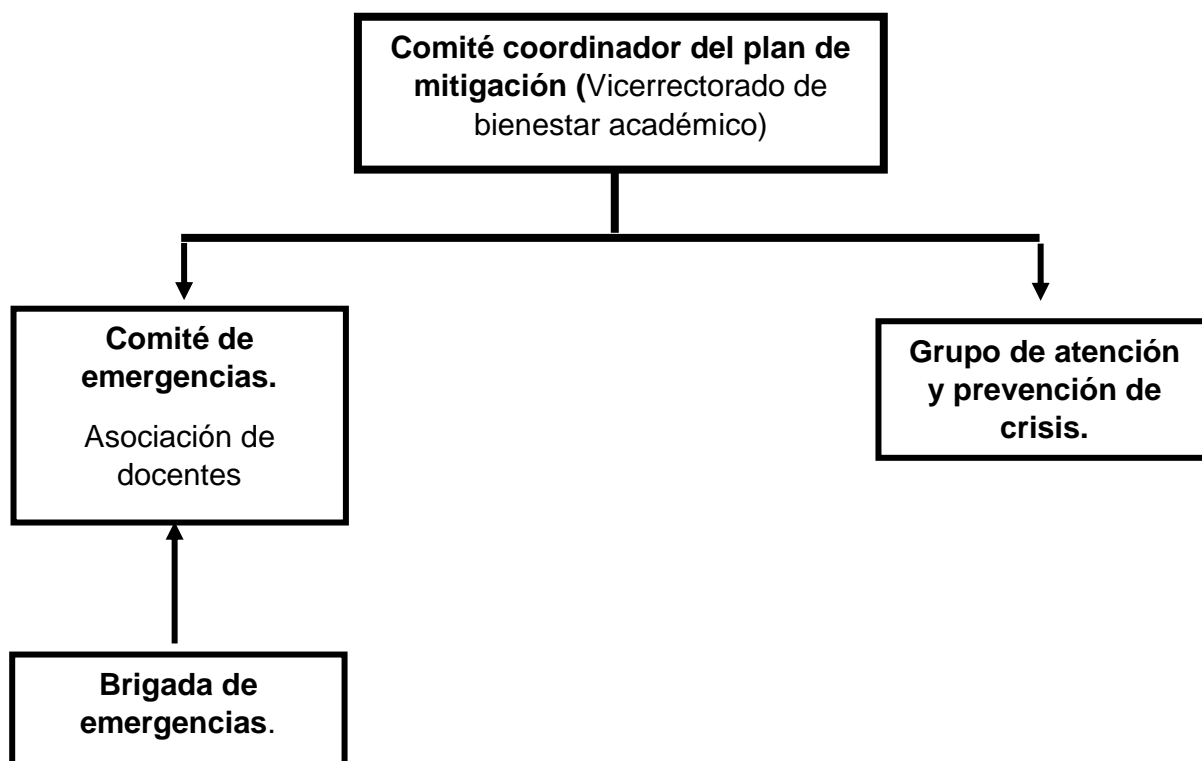 Comité coordinador del plan de
mitigación (Vicerrectorado de
bienestar académico)
Comité de
emergencias.
Asociación de
docentes
Grupo de atención
y prevención de
crisis.
Brigada de
emergencias.